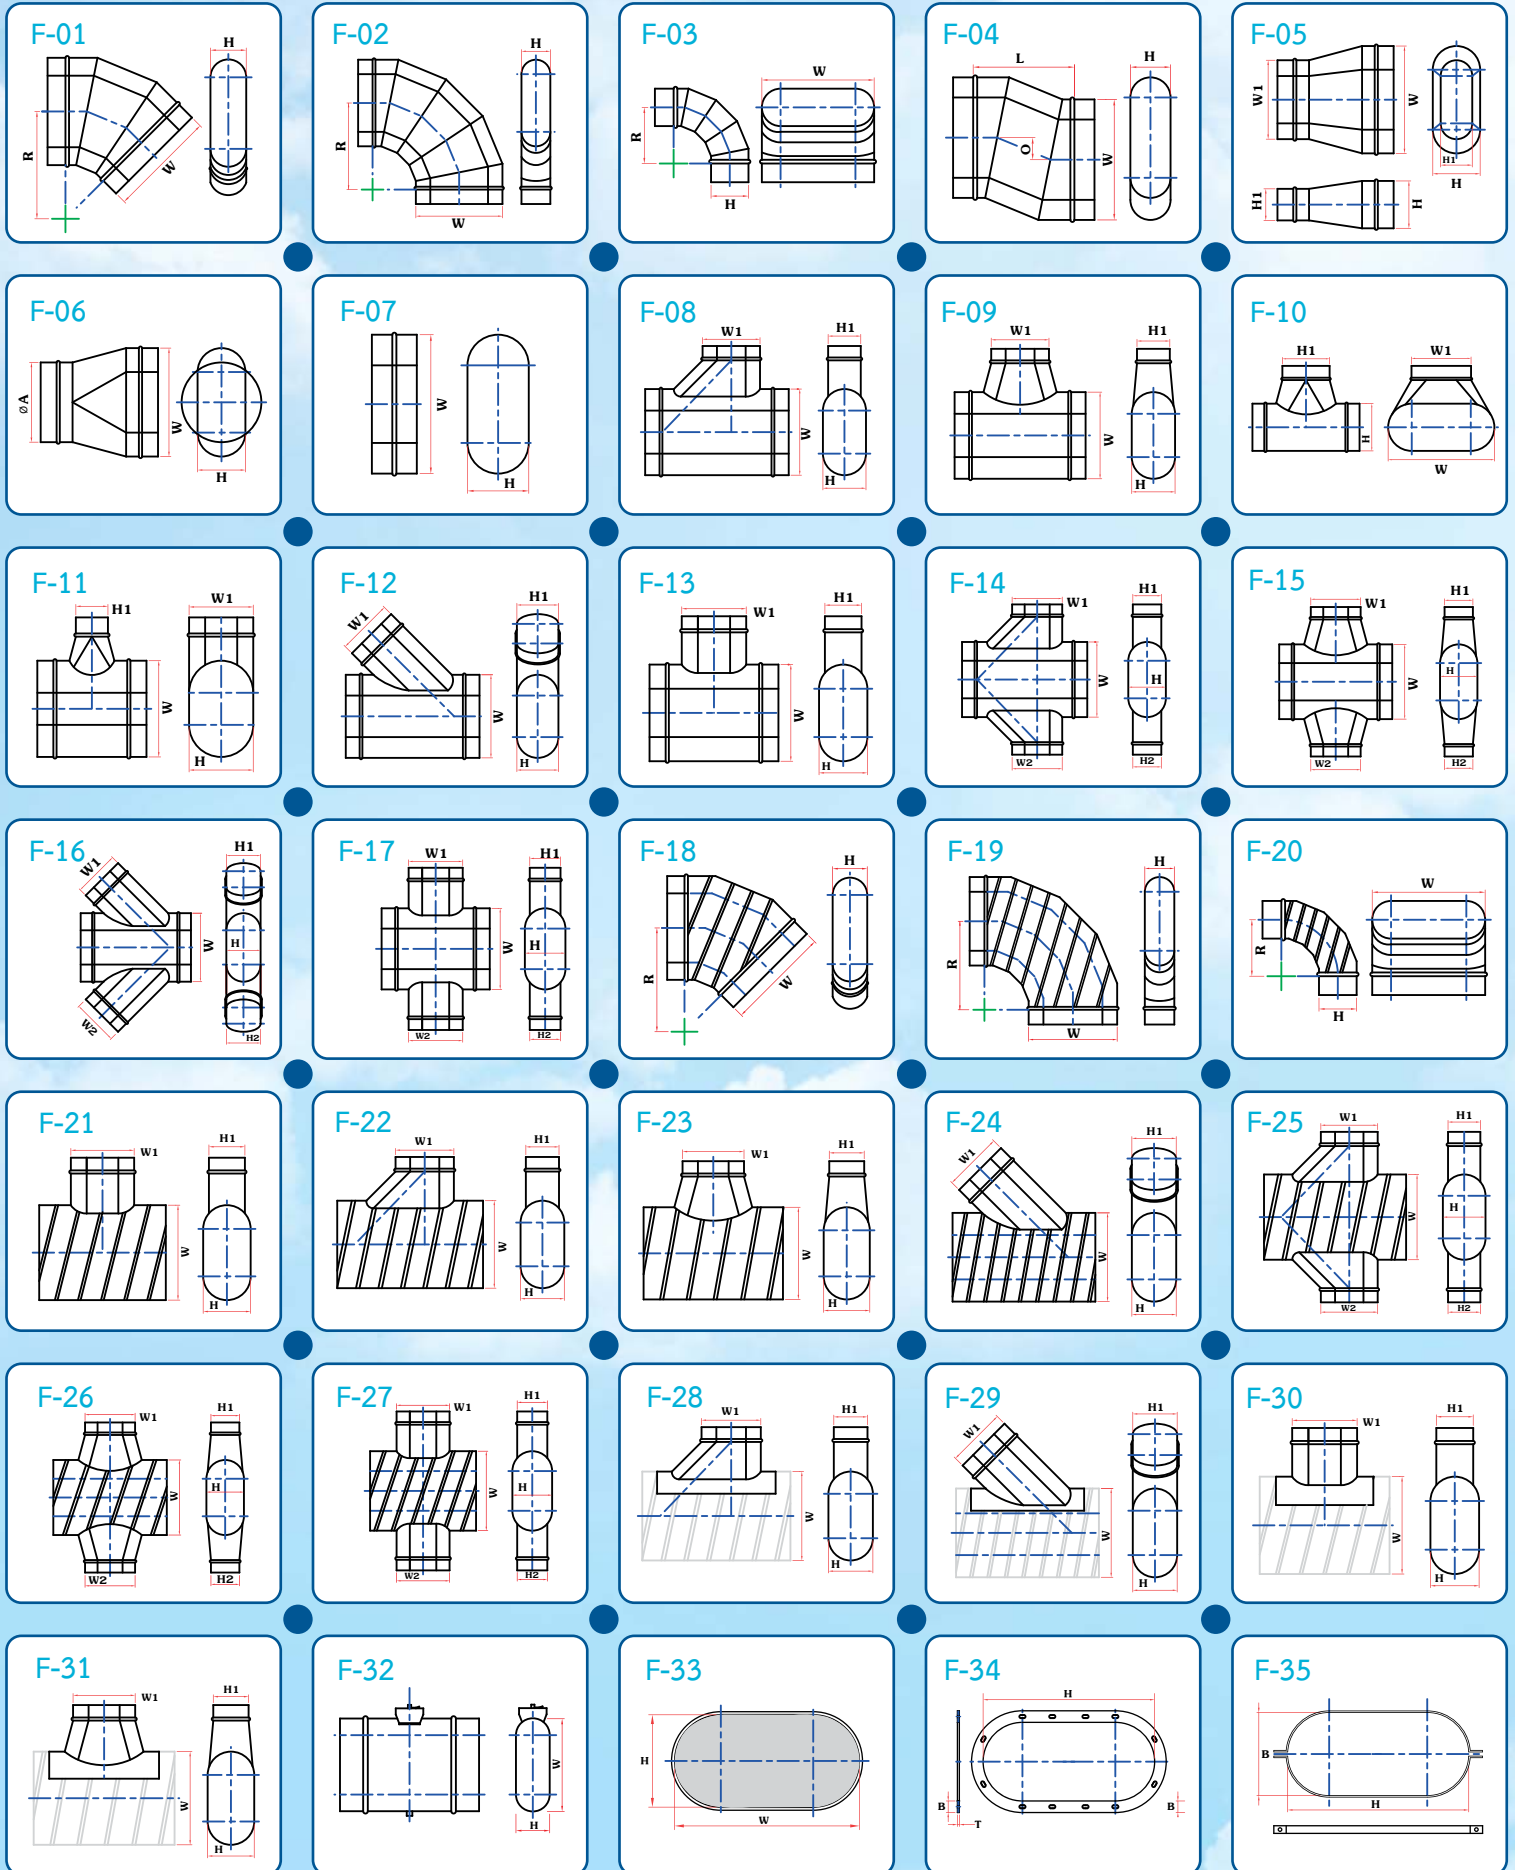 F-01
H
R
W
F-02
H
R
W
F-03
W
R
H
F-04
L
H
O
W
F-05
W1
W
H1
H
H1
H
F-06
ØA
W
H
F-07
W
H
F-08
W1
H1
W
H
F-09
W1
H1
W
H
F-10
H1
W1
H
W
F-11
H1
W1
W
H
F-12
W1
H1
W
H
F-13
W1
H1
W
H
F-14
W1
H1
W
H
W2
H2
F-15
W1
H1
W
H
W2
H2
F-16
W1
H1
W
H
W2
H2
F-17
W1
H1
W
H
W2
H2
F-18
H
R
W
F-19
H
R
W
F-20
W
R
H
F-21
W1
H1
W
H
F-22
W1
H1
W
H
F-23
W1
H1
W
H
F-24
W1
H1
W
H
F-25
W1
H1
W
H
W2
H2
F-26
W1
H1
W
H
W2
H2
F-27
W1
H1
W
H
W2
H2
F-28
W1
H1
W
H
F-29
W1
H1
W
H
F-30
W1
H1
W
H
F-31
W1
H1
W
H
F-32
W
H
F-33
H
W
F-34
H
B
B
T
F-35
B
H